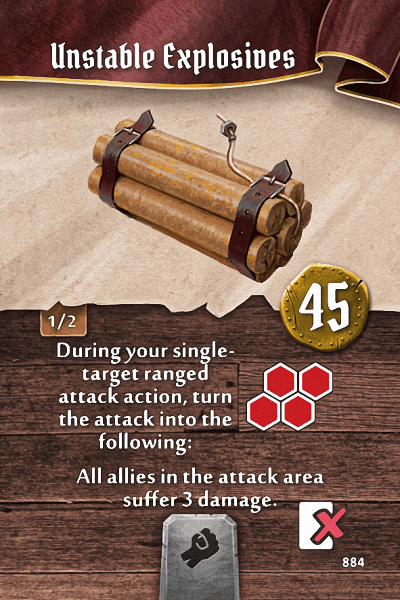 Unstable Explosives
45
1/2
During your single-
target ranged
attack action, turn
the attack into the
following:
All allies in the attack area
suffer 3 damage.
884